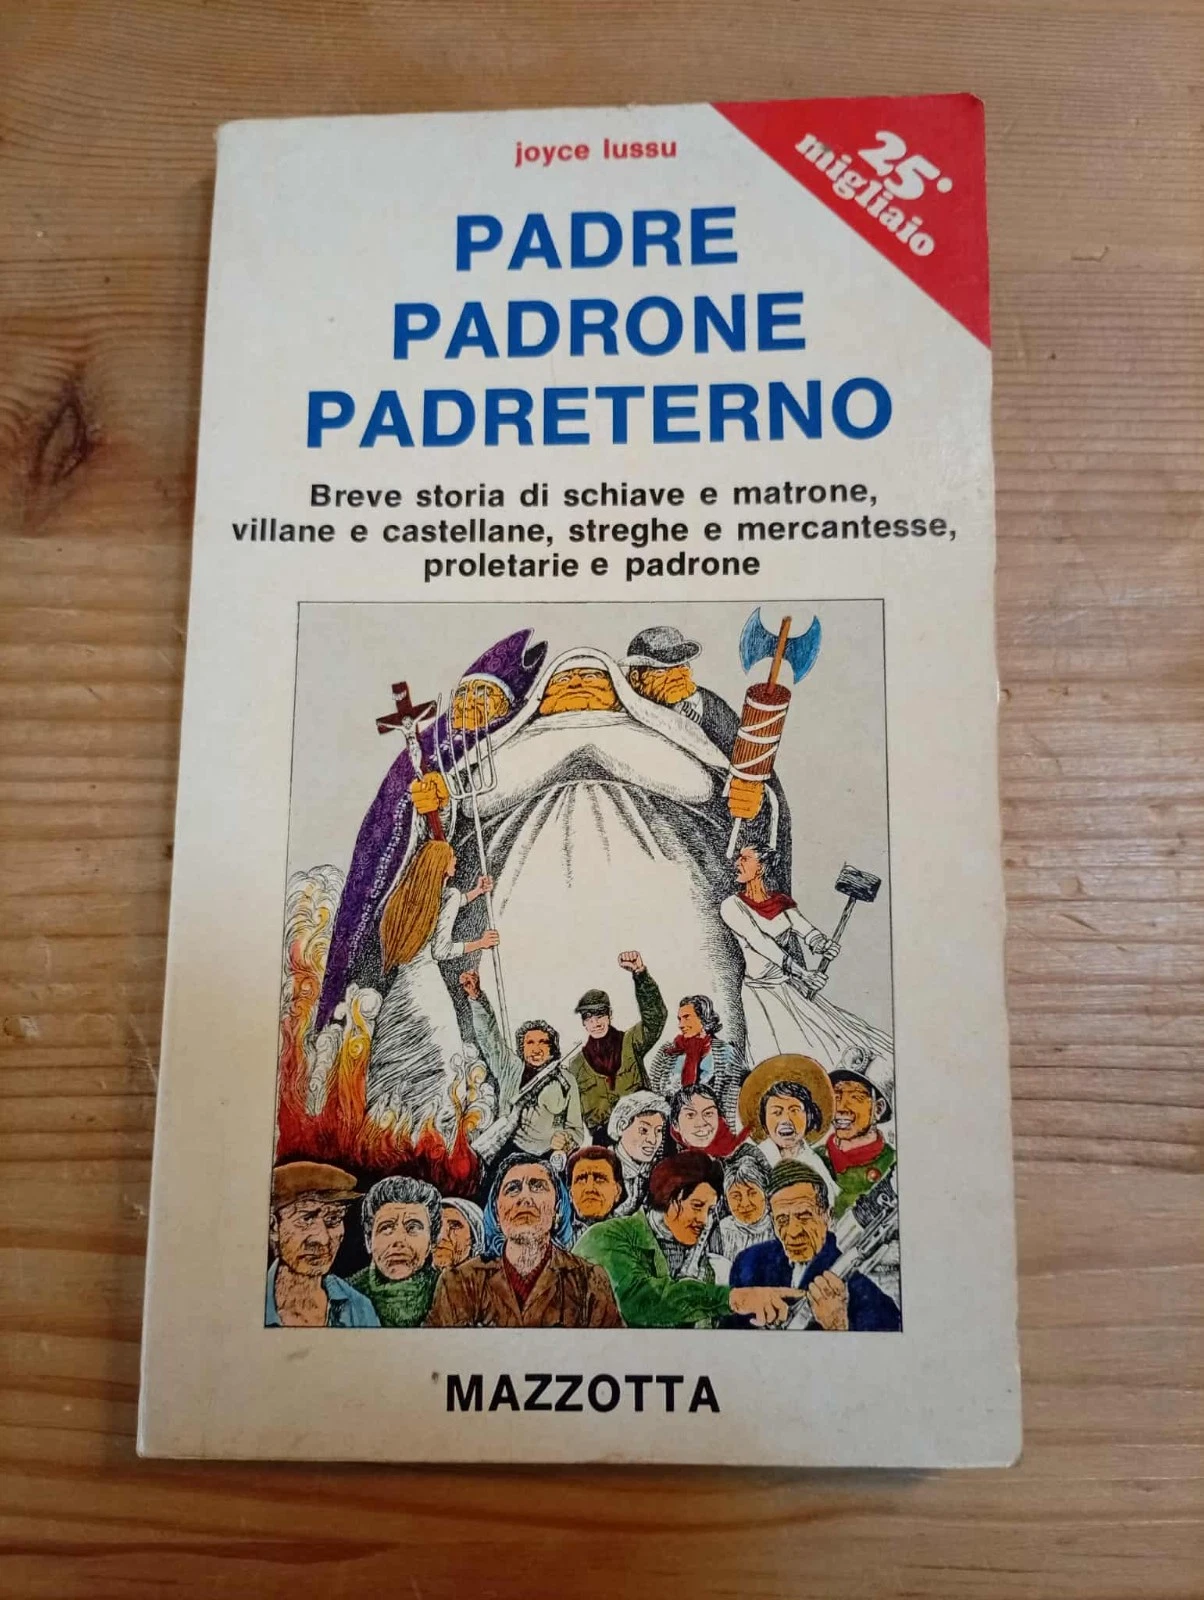 joyce lussu
25°
migliaio
PADRE
PADRONE
PADRETERNO
Breve storia di schiave e matrone,
villane e castellane, streghe e mercantesse,
proletarie e padrone
MAZZOTTA